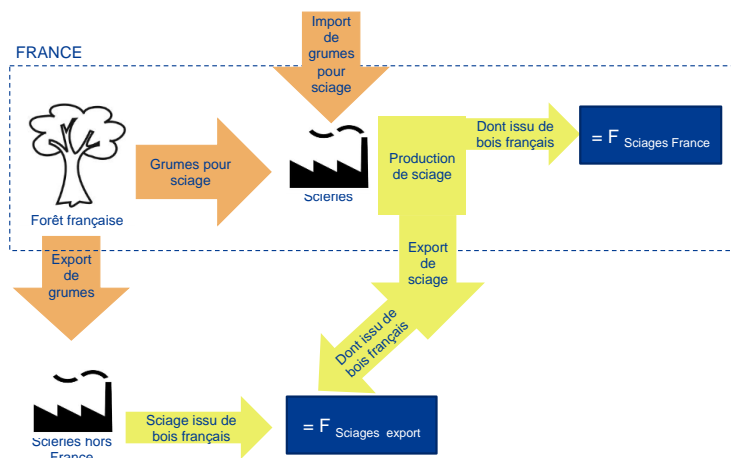 Import
de
grumes
pour
sciage
FRANCE
Forêt française
Grumes pour
sciage
Scieries
Production
de sciage
Dont issu de
bois français
= F Sciages France
Export
de
grumes
Export
de
sciage
Dont issu de
bois français
Scieries hors
France
Sciage issu de
bois français
= F Sciages export